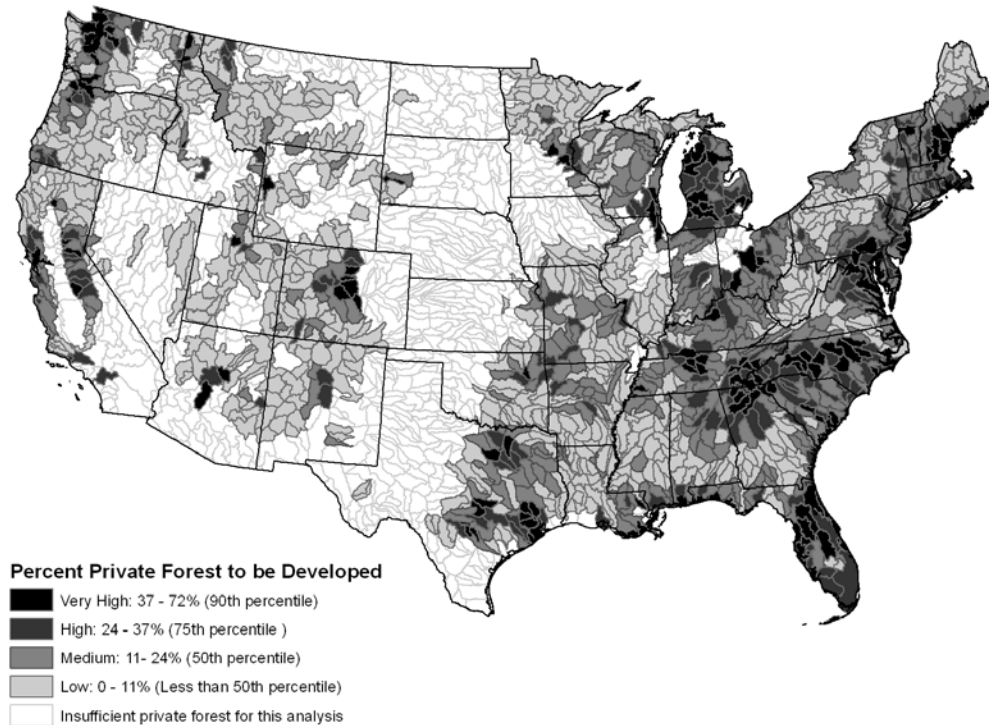 Percent Private Forest to be Developed
Very High: 37 - 72% (90th percentile)
High: 24 - 37% (75th percentile )
Medium: 11- 24% (50th percentile)
Low: 0 - 11% (Less than 50th percentile)
Insufficient private forest for this analysis